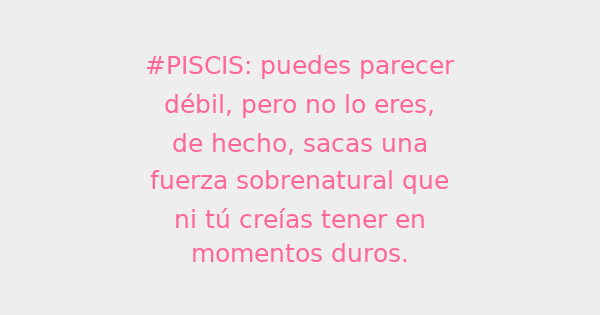 #PISCIS: puedes parecer
débil, pero no lo eres,
de hecho, sacas una
fuerza sobrenatural que
ni tú creías tener en
momentos duros.